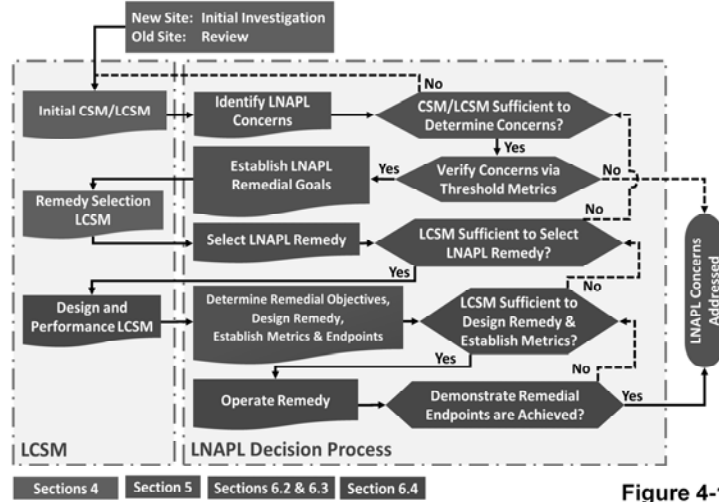 New Site: Initial Investigation
Old Site: Review
No
Initial CSM/LCSM
Identify LNAPL
Concerns
CSM/LCSM Sufficient to
Determine Concerns?
Yes
Establish LNAPL
Remedial Goals
Yes
Verify Concerns via
Threshold Metrics
No
Remedy Selection
LCSM
No
Select LNAPL Remedy
LCSM Sufficient to Select
LNAPL Remedy?
Yes
No
Design and
Performance LCSM
Determine Remedial Objectives,
Design Remedy,
Establish Metrics & Endpoints
LCSM Sufficient to
Design Remedy &
Establish Metrics?
LNAPL Concerns
Addressed
Yes
No
Operate Remedy
Demonstrate Remedial
Endpoints are Achieved?
Yes
LCSM
LNAPL Decision Process
Sections 4
Section 5
Sections 6.2 & 6.3
Section 6.4
Figure 4-